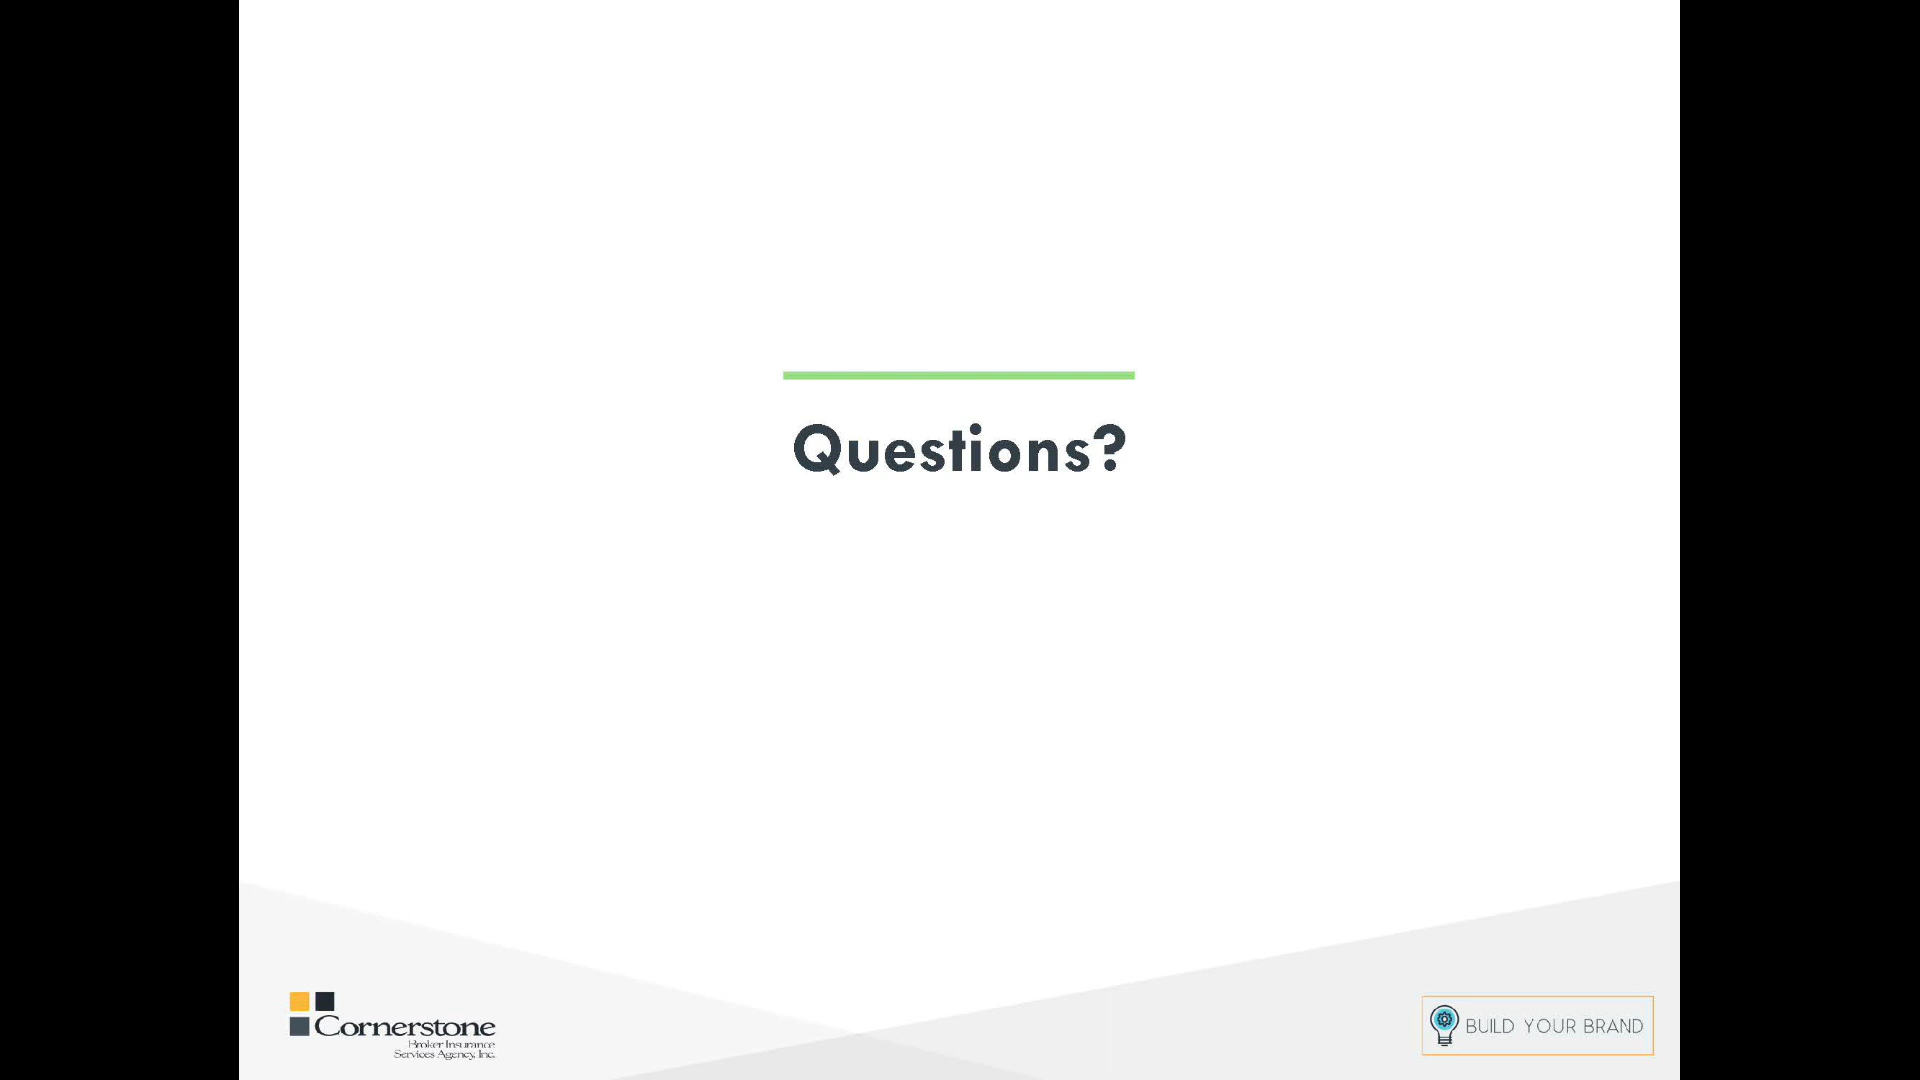 Questions?
Cornerstone
Broker Insurance
Services Agency, Inc.
BUILD YOUR BRAND